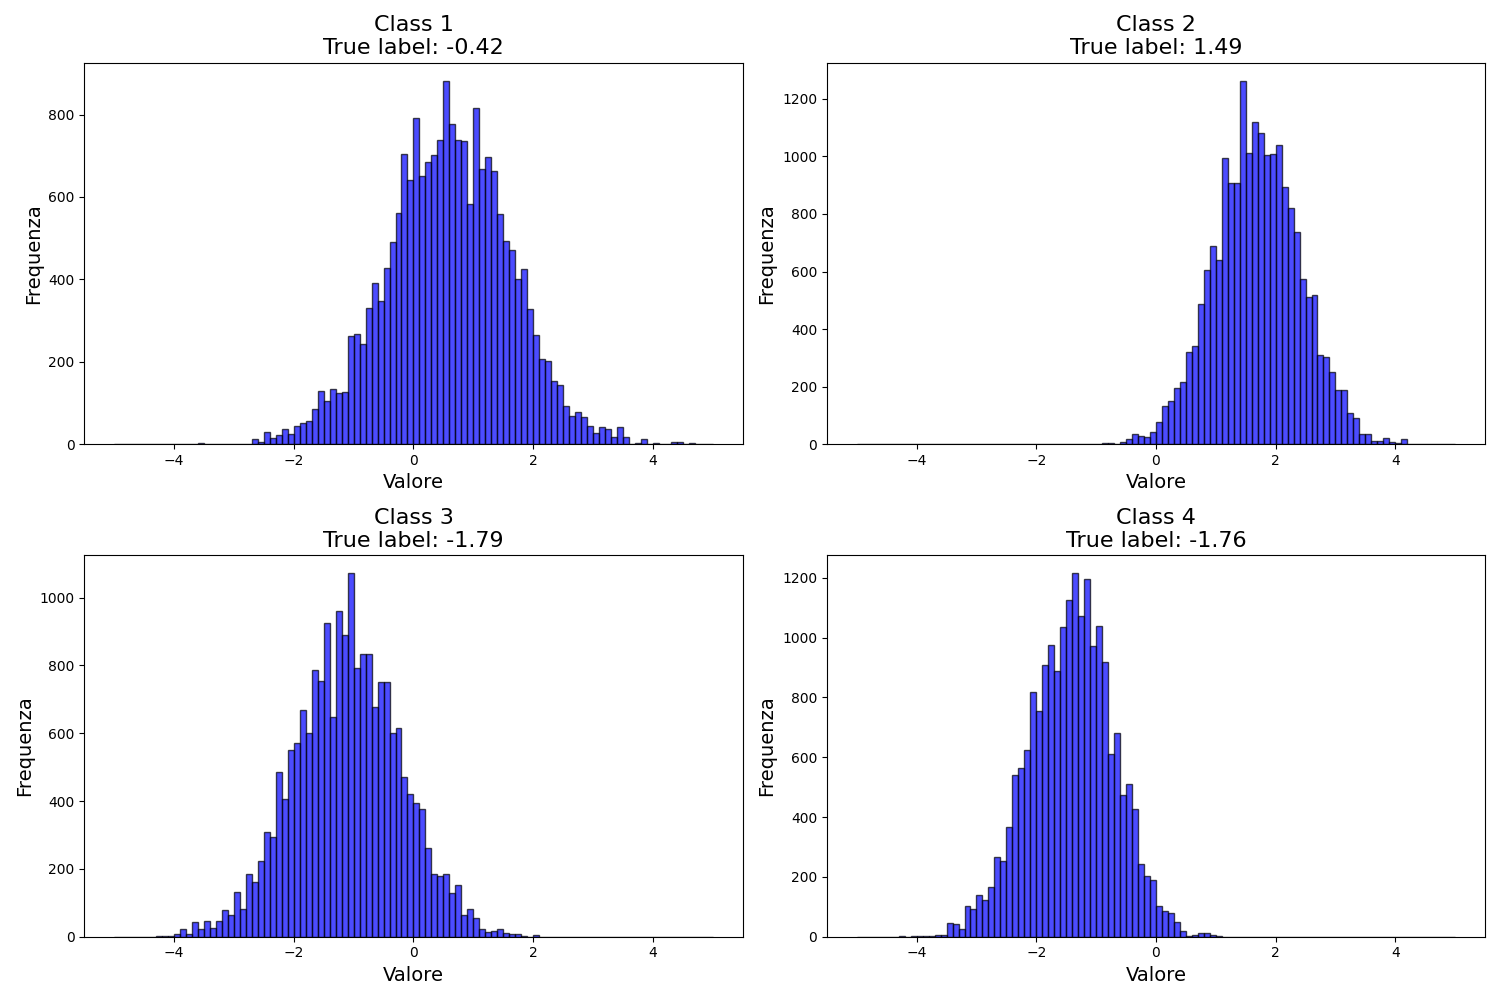 Class 1
True label: -0.42
Frequenza
800
600
400
200
0
−4 −2 0 2 4
Valore
Class 2
True label: 1.49
Frequenza
1200
1000
800
600
400
200
0
−4 −2 0 2 4
Valore
Class 3
True label: -1.79
Frequenza
1000
800
600
400
200
0
−4 −2 0 2 4
Valore
Class 4
True label: -1.76
Frequenza
1200
1000
800
600
400
200
0
−4 −2 0 2 4
Valore